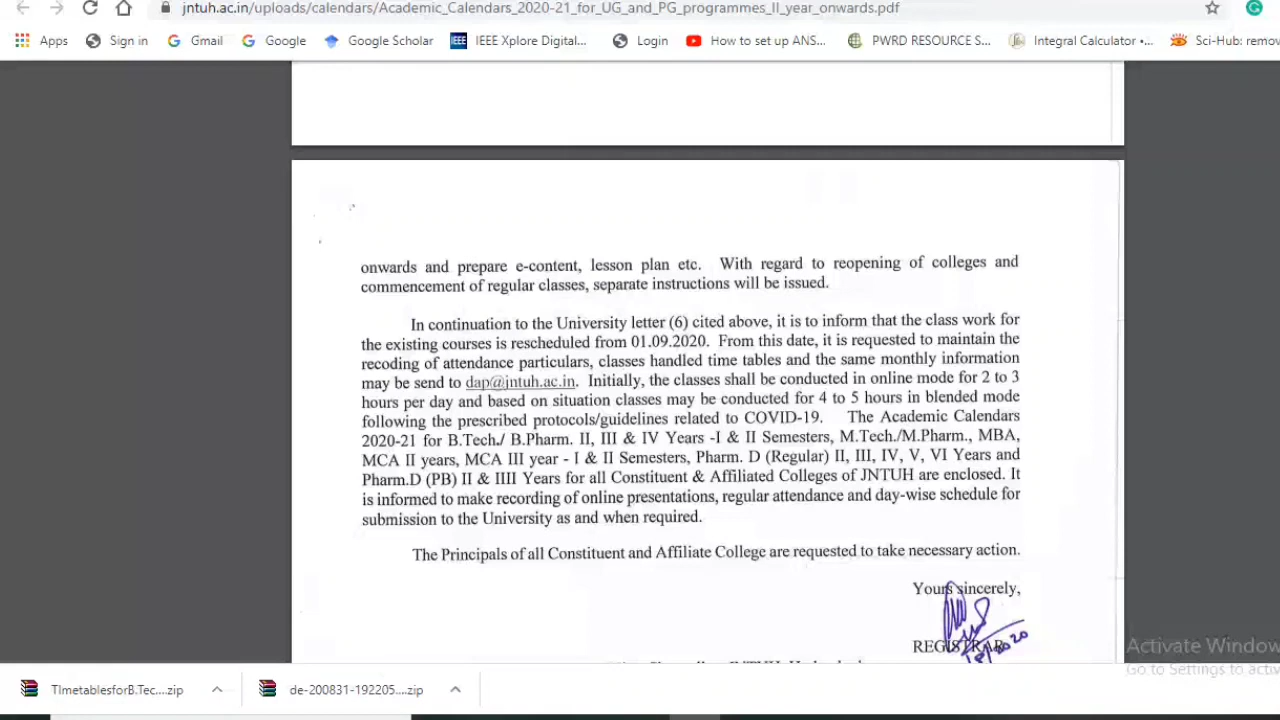 jntuh.ac.in/uploads/calendars/Academic_Calendars_2020-21_for_UG_and_PG_programmes_II_year_onwards.pdf
Apps Sign in Gmail Google Google Scholar IEEE IEEE Xplore Digital... Login How to set up ANS... PWRD RESOURCE S... Integral Calculator •... Sci-Hub: remov
onwards and prepare e-content, lesson plan etc. With regard to reopening of colleges and
commencement of regular classes, separate instructions will be issued.
In continuation to the University letter (6) cited above, it is to inform that the class work for
the existing courses is rescheduled from 01.09.2020. From this date, it is requested to maintain the
recoding of attendance particulars, classes handled time tables and the same monthly information
may be send to dap@jntuh.ac.in. Initially, the classes shall be conducted in online mode for 2 to 3
hours per day and based on situation classes may be conducted for 4 to 5 hours in blended mode
following the prescribed protocols/guidelines related to COVID-19. The Academic Calendars
2020-21 for B.Tech./ B.Pharm. II, III & IV Years -I & II Semesters, M.Tech./M.Pharm., MBA,
MCA II years, MCA III year - I & II Semesters, Pharm. D (Regular) II, III, IV, V, VI Years and
Pharm.D (PB) II & IIII Years for all Constituent & Affiliated Colleges of JNTUH are enclosed. It
is informed to make recording of online presentations, regular attendance and day-wise schedule for
submission to the University as and when required.
The Principals of all Constituent and Affiliate College are requested to take necessary action.
Yours sincerely,
REGISTRAR
Activate Window
Go to Settings to activ
TImetablesforB.Tec....zip de-200831-192205....zip